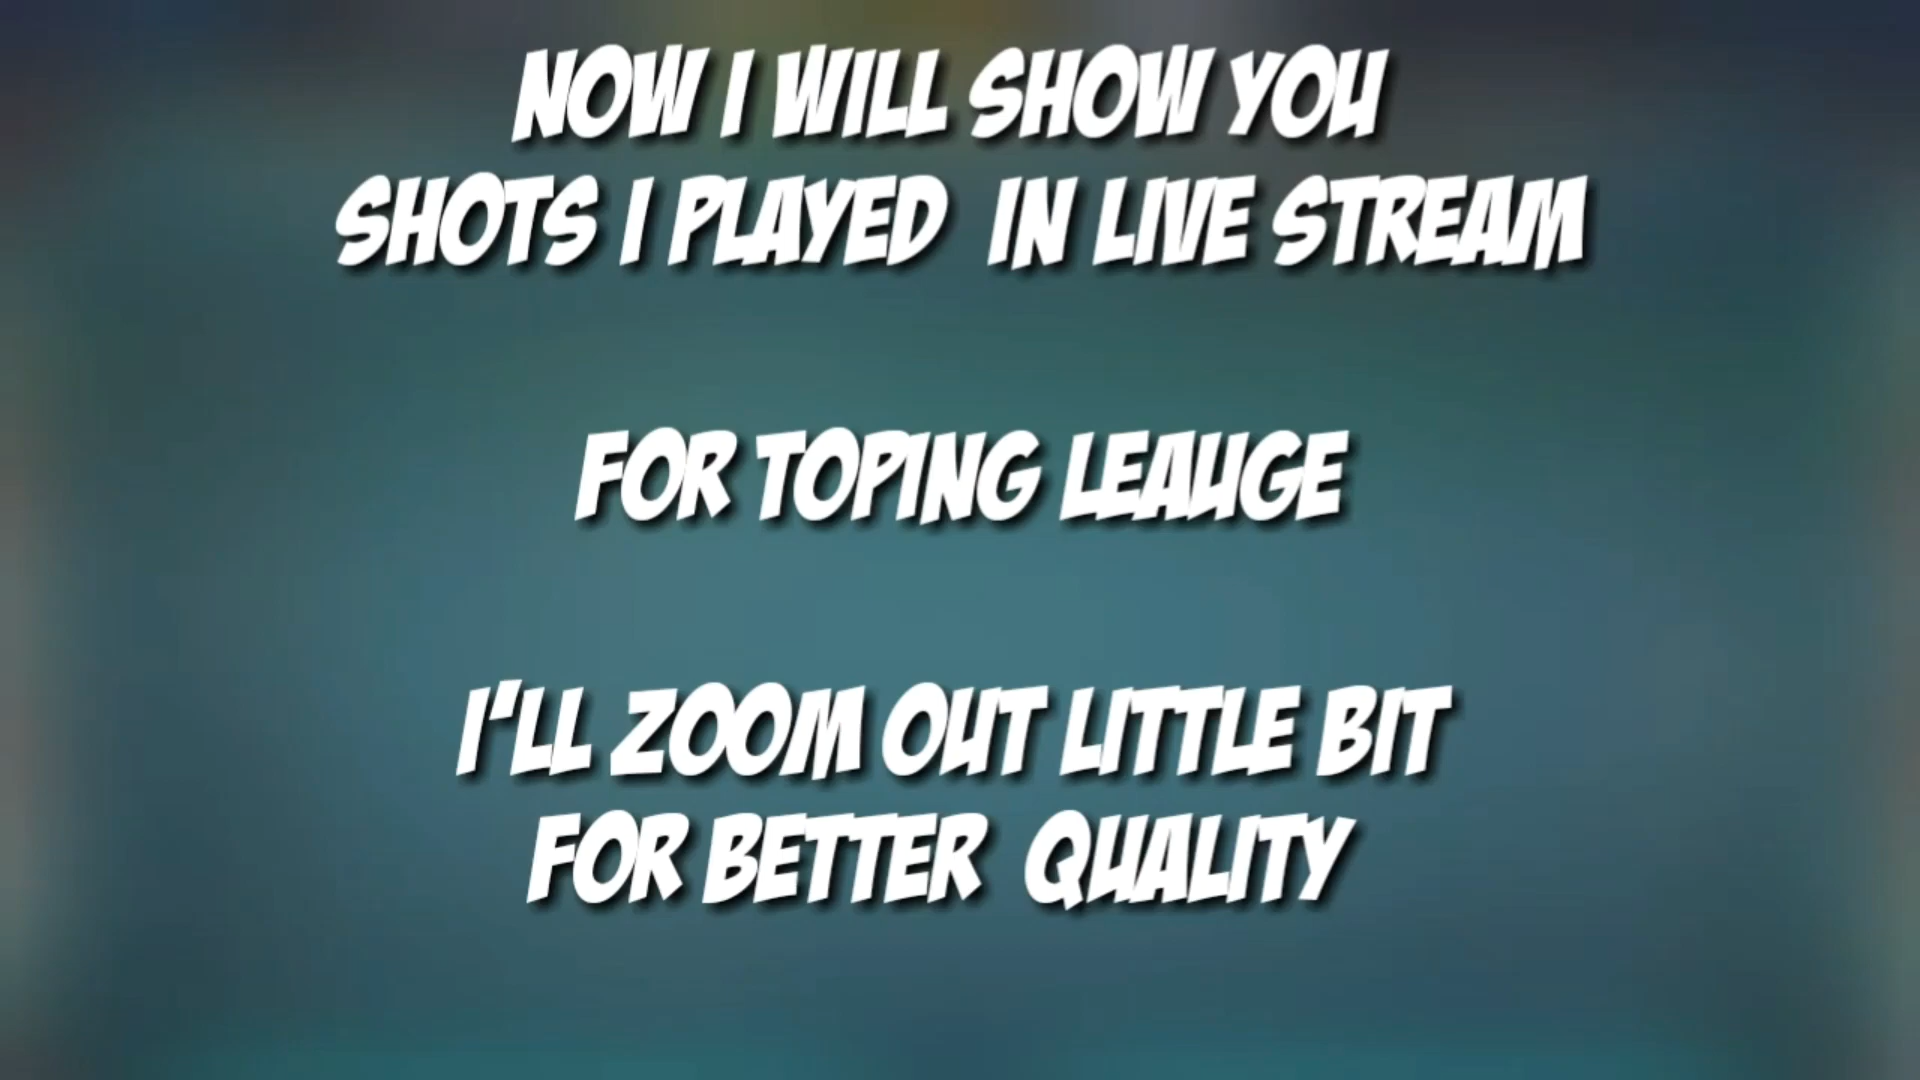 NOW I WILL SHOW YOU
SHOTS I PLAYED IN LIVE STREAM
FOR TOPING LEAUGE
I'LL ZOOM OUT LITTLE BIT
FOR BETTER QUALITY